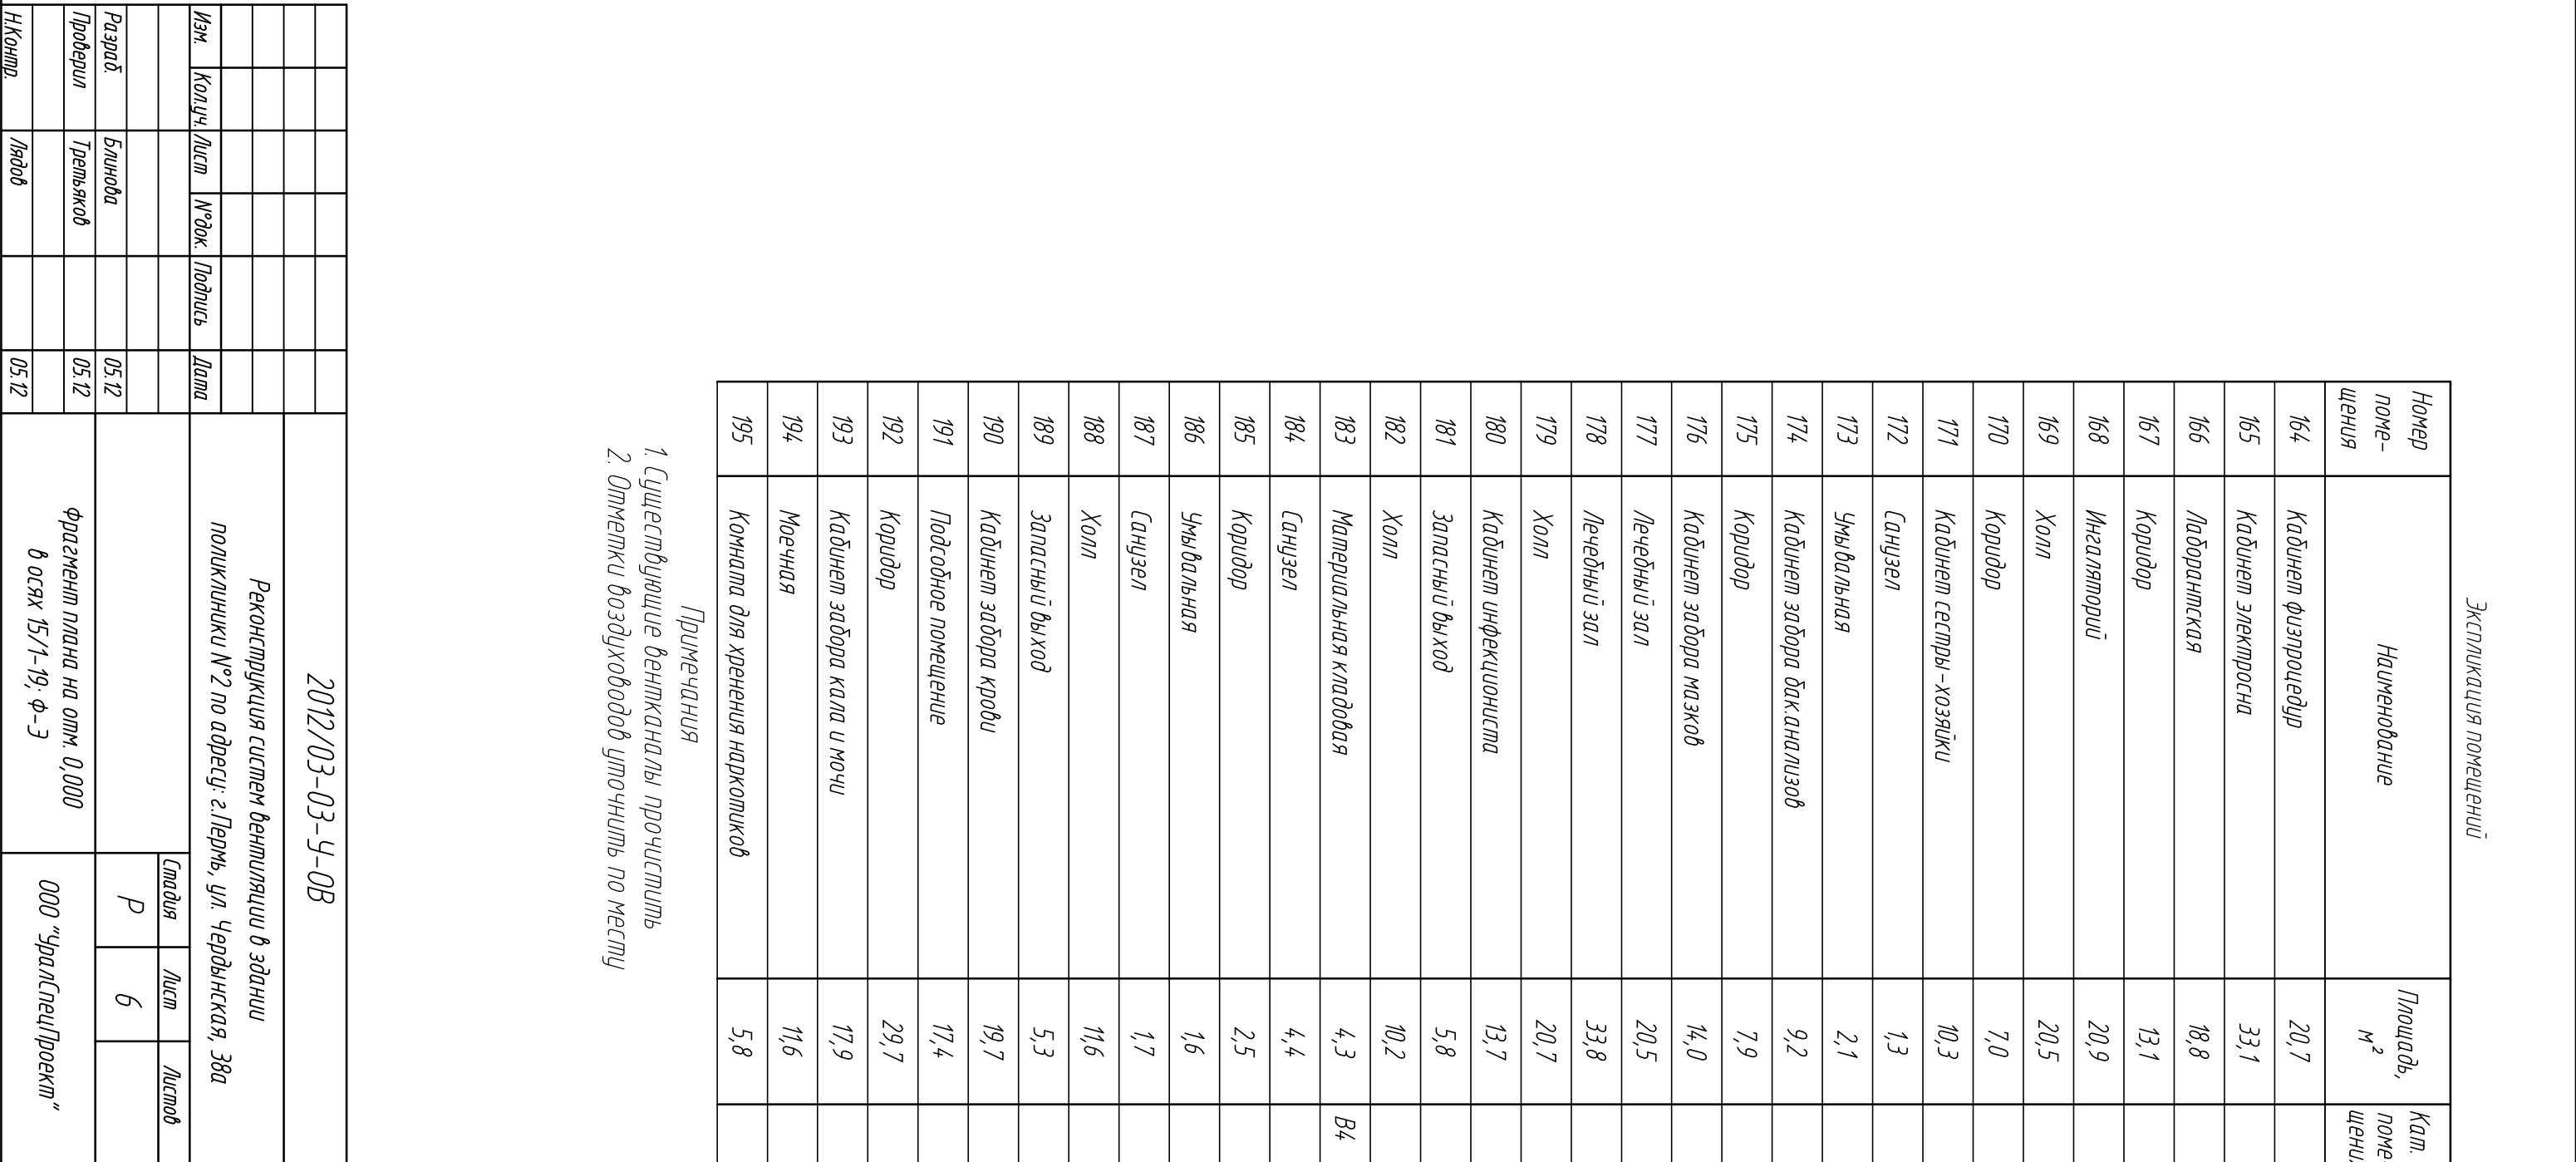 Экспликация помещений
Номер поме-щения Наименование Площадь, м² Кат. поме-
164 Кабинет физпроцедур 20,7
165 Кабинет электросна 33,1
166 Лаборантская 18,8
167 Коридор 13,1
168 Ингаляторий 20,9
169 Холл 20,5
170 Коридор 7,0
171 Кабинет сестры-хозяйки 10,3
172 Санузел 1,3
173 Умывальная 2,1
174 Кабинет забора бак.анализов 9,2
175 Коридор 7,9
176 Кабинет забора мазков 14,0
177 Лечебный зал 20,5
178 Лечебный зал 33,8
179 Холл 20,7
180 Кабинет инфекциониста 13,7
181 Запасный выход 5,8
182 Холл 10,2
183 Материальная кладовая 4,3 В4
184 Санузел 4,4
185 Коридор 2,5
186 Умывальная 1,6
187 Санузел 1,7
188 Холл 11,6
189 Запасный выход 5,3
190 Кабинет забора крови 19,7
191 Подсобное помещение 17,4
192 Коридор 29,7
193 Кабинет забора кала и мочи 17,9
194 Моечная 11,6
195 Комната для хренения наркотиков 5,8
Примечания
1. Существующие вентканалы прочистить
2. Отметки воздуховодов уточнить по месту
2012/03-03-У-ОВ
Реконструкция систем вентиляции в здании
поликлиники N°2 по адресу: г.Пермь, ул. Чердынская, 38а
Изм. Кол.уч. Лист N°док. Подпись Дата
Стадия Лист Листов
Р 6
Разраб. Блинова 05.12
Проверил Третьяков 05.12
Н.Контр. Лядов 05.12
Фрагмент плана на отм. 0,000
в осях 15/1-19; Ф-Э
ООО "УралСпецПроект"